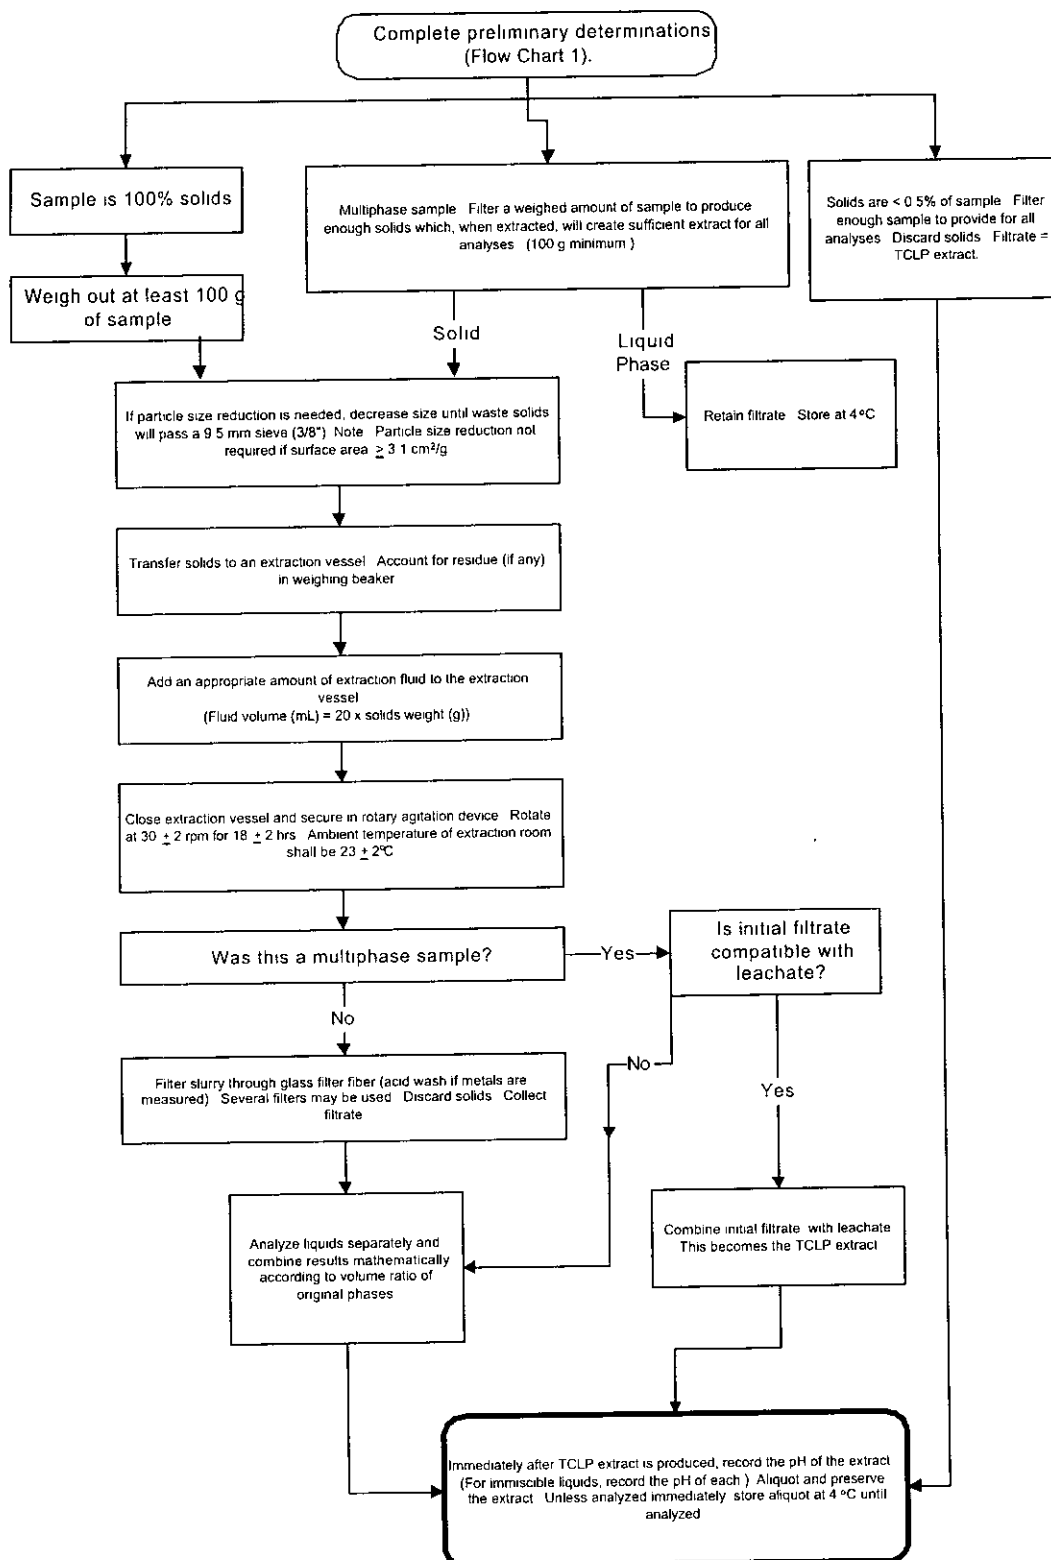 Complete preliminary determinations
(Flow Chart 1).
Sample is 100% solids
Multiphase sample Filter a weighed amount of sample to produce
enough solids which, when extracted, will create sufficient extract for all
analyses (100 g minimum )
Solids are < 0 5% of sample Filter
enough sample to provide for all
analyses Discard solids Filtrate =
TCLP extract.
Weigh out at least 100 g
of sample
Solid
Liquid
Phase
If particle size reduction is needed, decrease size until waste solids
will pass a 9 5 mm sieve (3/8") Note Particle size reduction not
required if surface area ≥ 3 1 cm²/g
Retain filtrate Store at 4 ºC
Transfer solids to an extraction vessel Account for residue (if any)
in weighing beaker
Add an appropriate amount of extraction fluid to the extraction
vessel
(Fluid volume (mL) = 20 x solids weight (g))
Close extraction vessel and secure in rotary agitation device Rotate
at 30 ± 2 rpm for 18 ± 2 hrs Ambient temperature of extraction room
shall be 23 ± 2ºC
Was this a multiphase sample?
Yes
Is initial filtrate
compatible with
leachate?
No
No
Yes
Filter slurry through glass filter fiber (acid wash if metals are
measured) Several filters may be used Discard solids Collect
filtrate
Analyze liquids separately and
combine results mathematically
according to volume ratio of
original phases
Combine initial filtrate with leachate
This becomes the TCLP extract
Immediately after TCLP extract is produced, record the pH of the extract
(For immiscible liquids, record the pH of each ) Aliquot and preserve
the extract Unless analyzed immediately store aliquot at 4 ºC until
analyzed